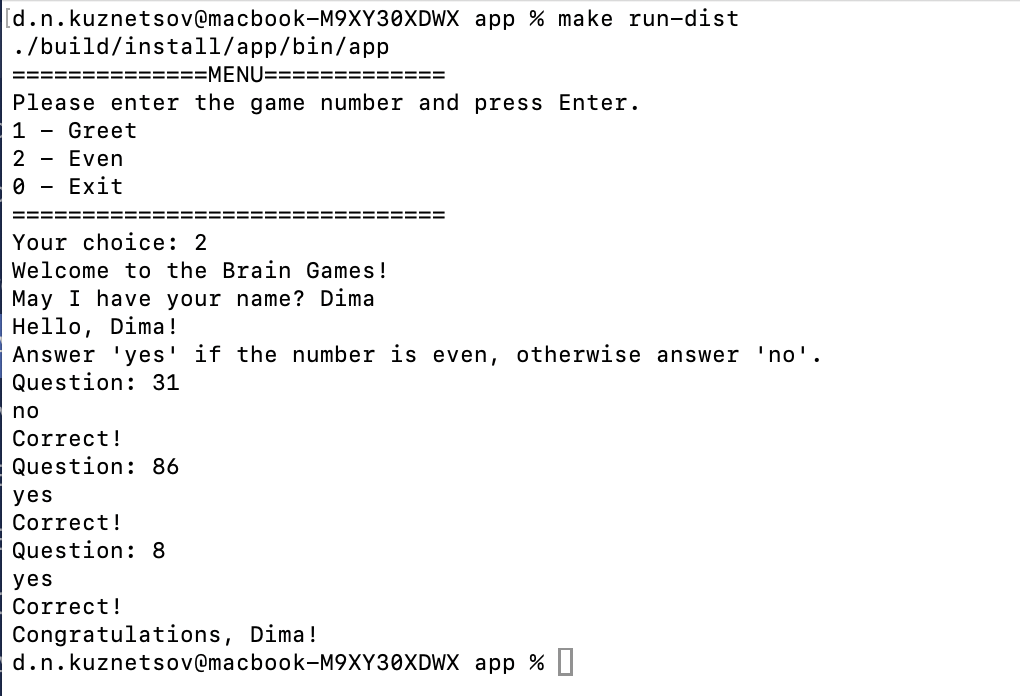 [d.n.kuznetsov@macbook-M9XY30XDWX app % make run-dist
./build/install/app/bin/app
==============MENU=============
Please enter the game number and press Enter.
1 - Greet
2 - Even
0 - Exit
===============================
Your choice: 2
Welcome to the Brain Games!
May I have your name? Dima
Hello, Dima!
Answer 'yes' if the number is even, otherwise answer 'no'.
Question: 31
no
Correct!
Question: 86
yes
Correct!
Question: 8
yes
Correct!
Congratulations, Dima!
d.n.kuznetsov@macbook-M9XY30XDWX app %